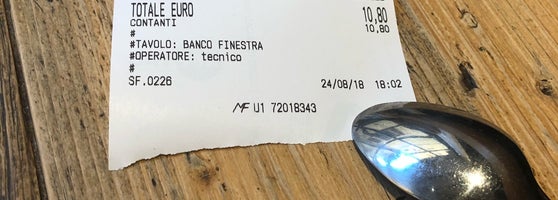 TOTALE EURO 10,80
CONTANTI 10,80
#
#TAVOLO: BANCO FINESTRA
#OPERATORE: tecnico
#
SF.0226 24/08/18 18:02
MF U1 72018343